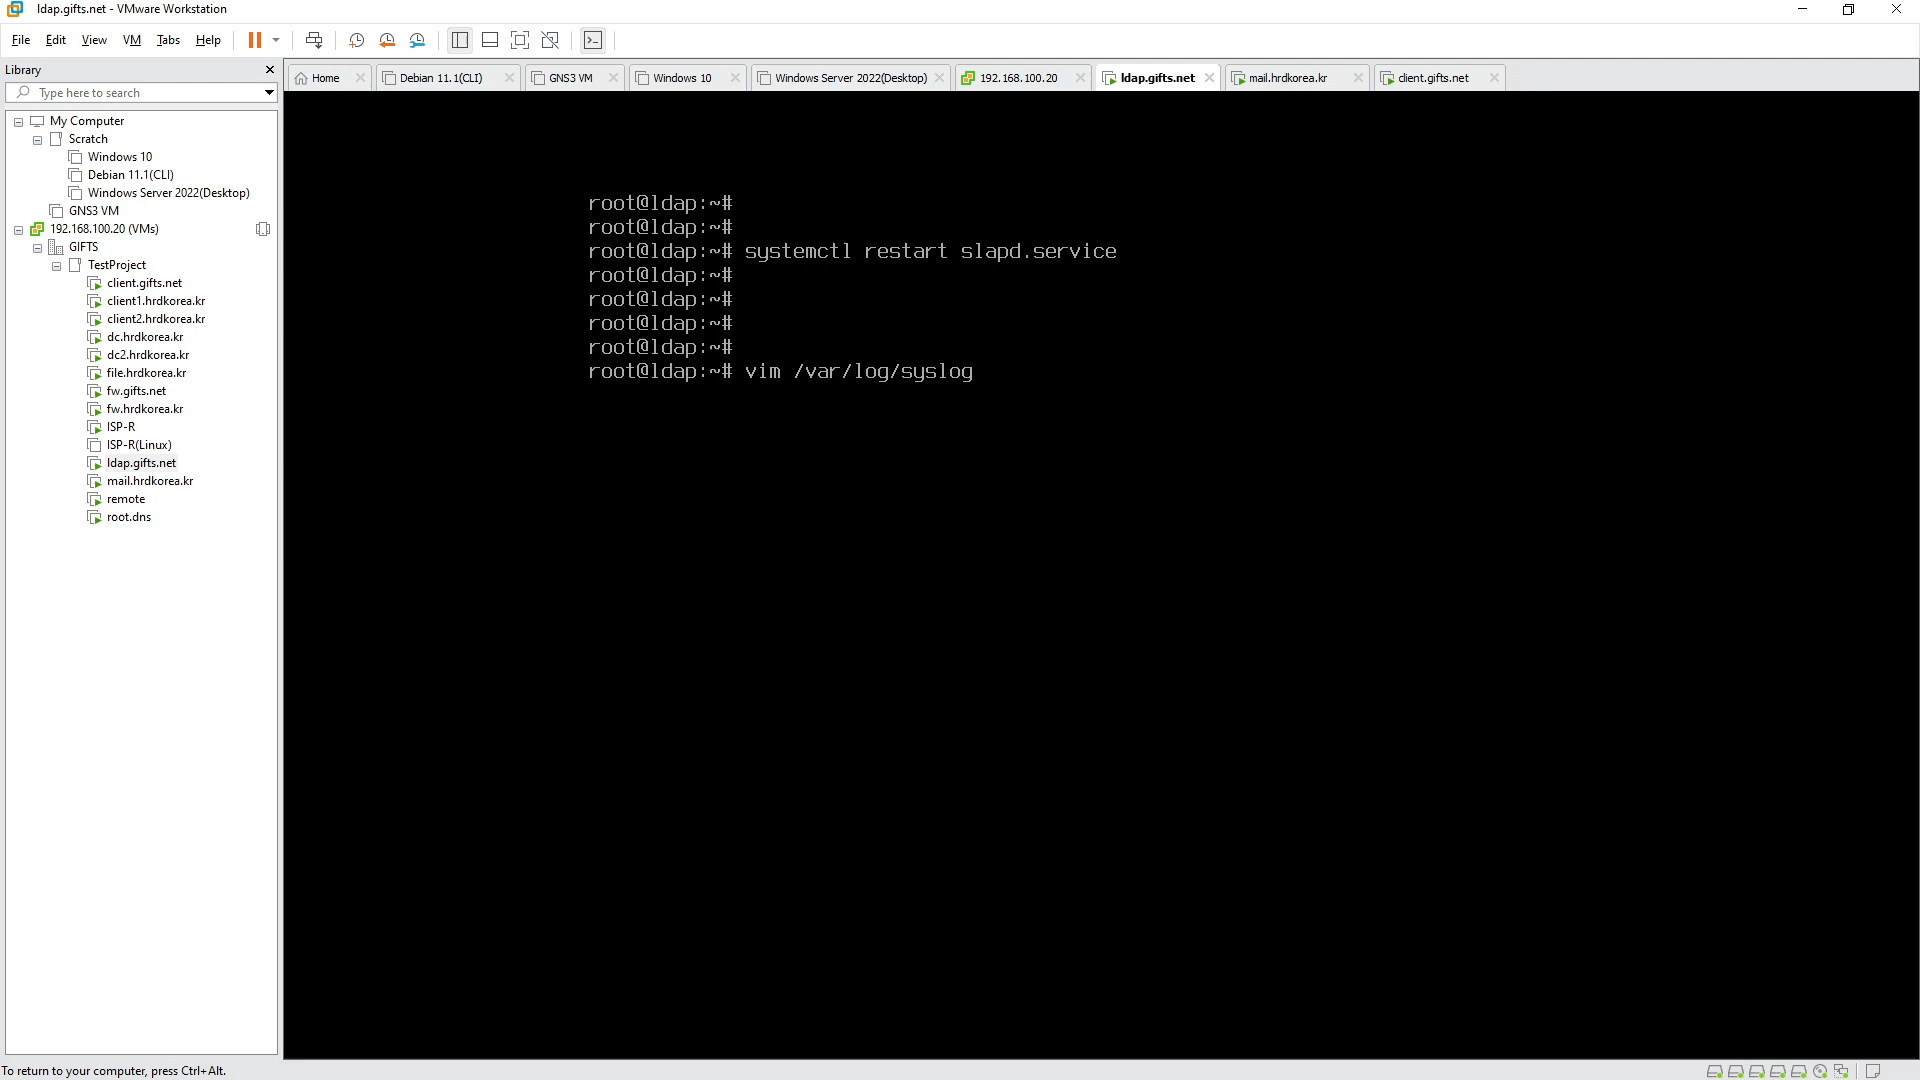 ldap.gifts.net - VMware Workstation
File Edit View VM Tabs Help
Library
Type here to search
Home
Debian 11.1(CLI)
GNS3 VM
Windows 10
Windows Server 2022(Desktop)
192.168.100.20
ldap.gifts.net
mail.hrdkorea.kr
client.gifts.net
My Computer
Scratch
Windows 10
Debian 11.1(CLI)
Windows Server 2022(Desktop)
GNS3 VM
192.168.100.20 (VMs)
GIFTS
TestProject
client.gifts.net
client1.hrdkorea.kr
client2.hrdkorea.kr
dc.hrdkorea.kr
dc2.hrdkorea.kr
file.hrdkorea.kr
fw.gifts.net
fw.hrdkorea.kr
ISP-R
ISP-R(Linux)
ldap.gifts.net
mail.hrdkorea.kr
remote
root.dns
root@ldap:~#
root@ldap:~#
root@ldap:~# systemctl restart slapd.service
root@ldap:~#
root@ldap:~#
root@ldap:~#
root@ldap:~#
root@ldap:~# vim /var/log/syslog
To return to your computer, press Ctrl+Alt.